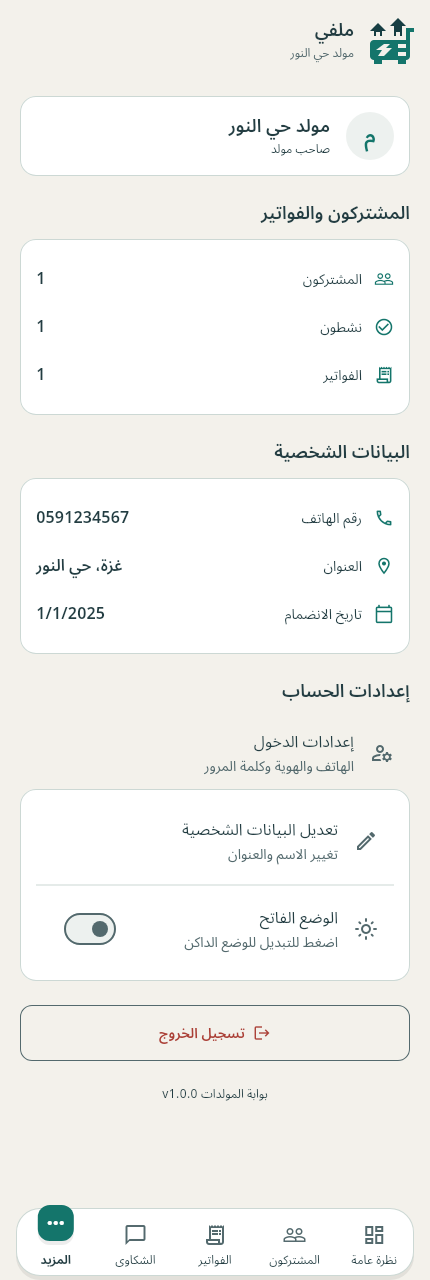 ملفي
مولد حي النور
م
مولد حي النور
صاحب مولد
المشتركون والفواتير
المشتركون 1
نشطون 1
الفواتير 1
البيانات الشخصية
رقم الهاتف 0591234567
العنوان غزة، حي النور
تاريخ الانضمام 1/1/2025
إعدادات الحساب
إعدادات الدخول
الهاتف والهوية وكلمة المرور
تعديل البيانات الشخصية
تغيير الاسم والعنوان
الوضع الفاتح
اضغط للتبديل للوضع الداكن
تسجيل الخروج
بوابة المولدات v1.0.0
نظرة عامة المشتركون الفواتير الشكاوى المزيد